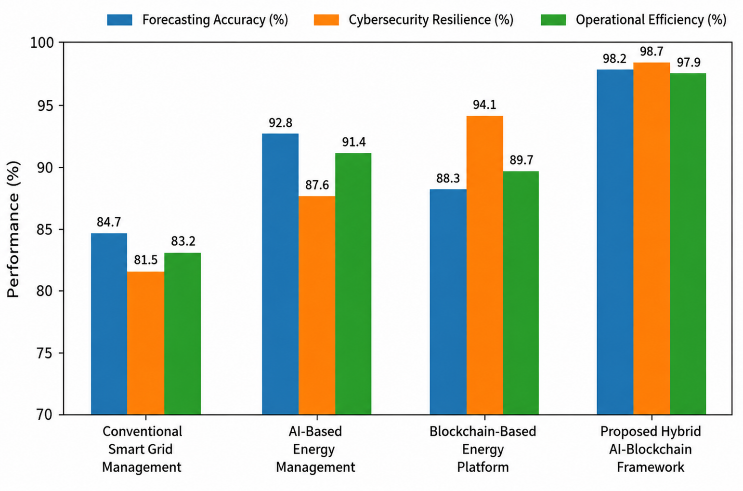 Forecasting Accuracy (%) Cybersecurity Resilience (%) Operational Efficiency (%)
Performance (%)
100
95
90
85
80
75
70
84.7
81.5
83.2
92.8
87.6
91.4
88.3
94.1
89.7
98.2
98.7
97.9
Conventional
Smart Grid
Management
AI-Based
Energy
Management
Blockchain-Based
Energy
Platform
Proposed Hybrid
AI-Blockchain
Framework